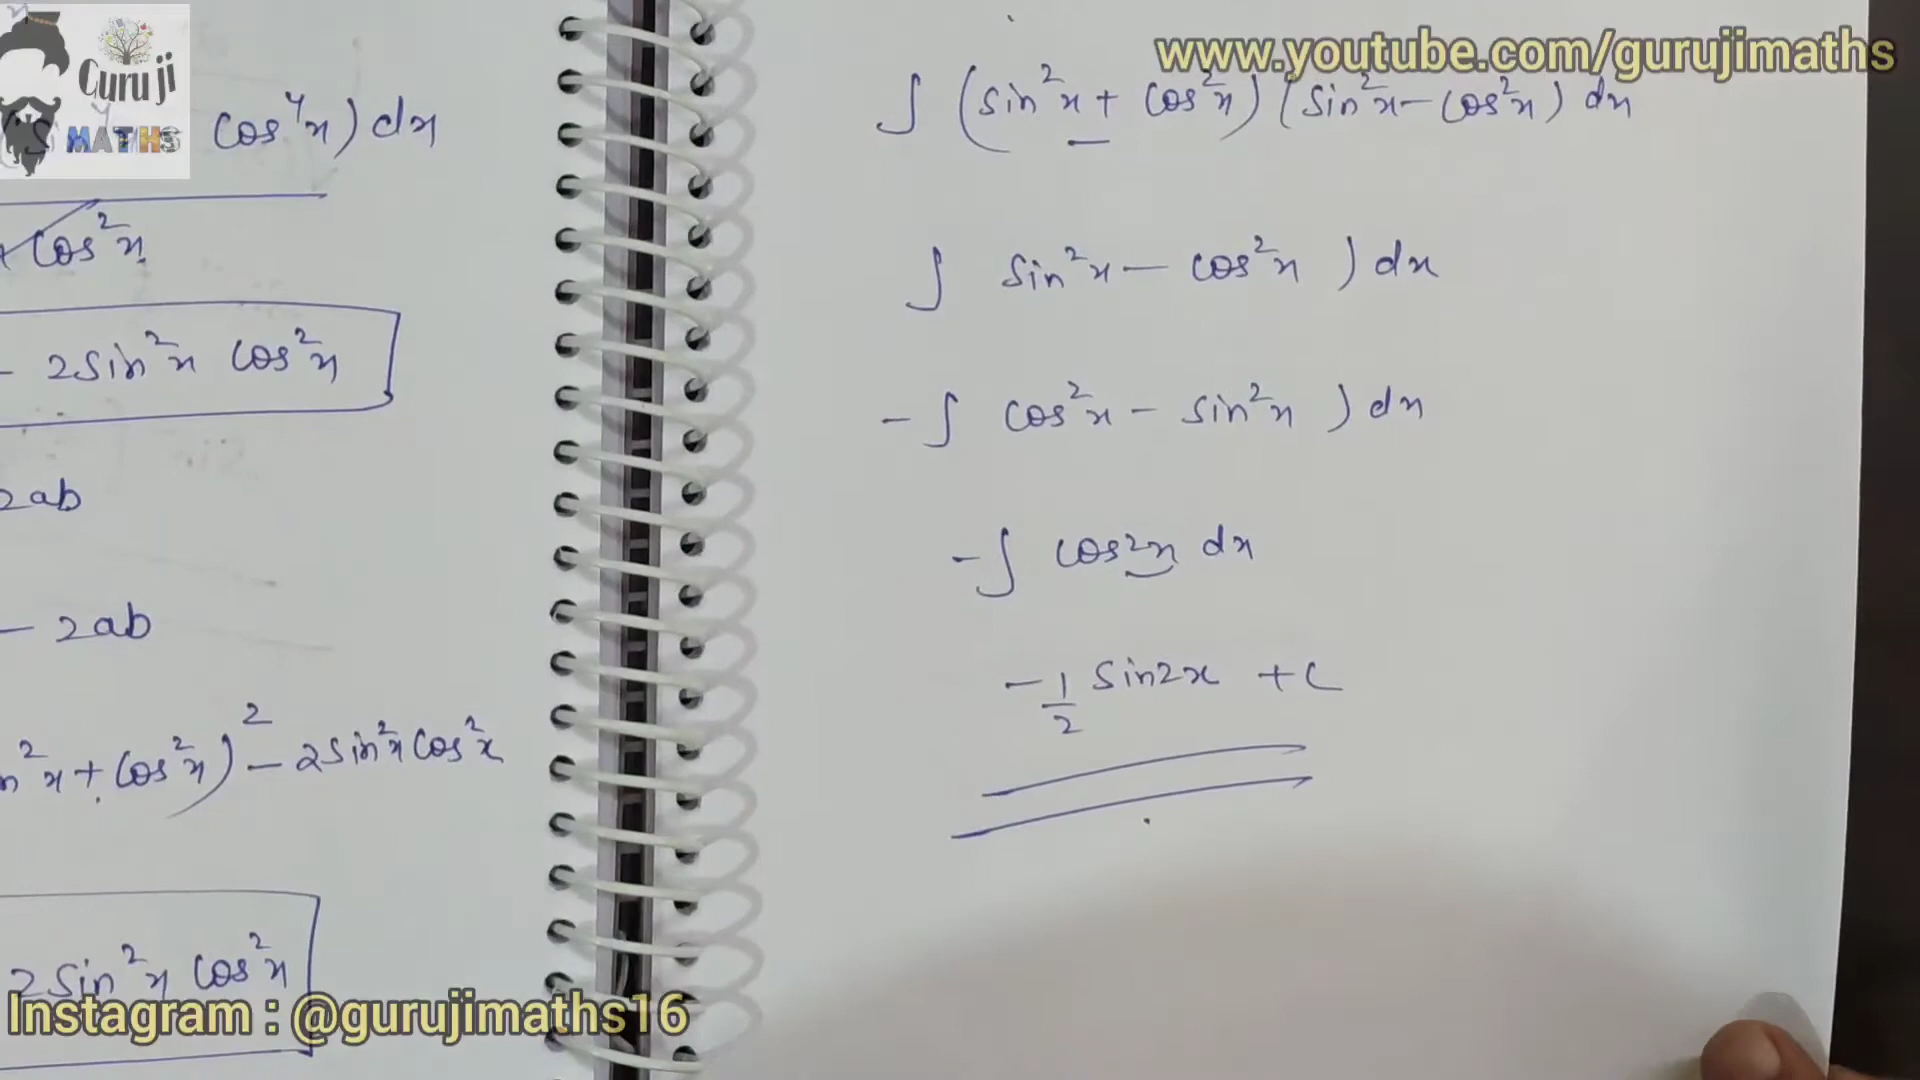 www.youtube.com/gurujimaths
Guru ji
MATHS
cos⁴x) dx
cos²x
- 2sin²x cos²x
2ab
- 2ab
n²x + cos²x)² - 2sin²x cos²x
2sin²x cos²x
∫ (sin²x + cos²x) (sin²x - cos²x) dx
∫ sin²x - cos²x ) dx
-∫ cos²x - sin²x ) dx
-∫ cos2x dx
-1/2 sin2x + c
Instagram : @gurujimaths16